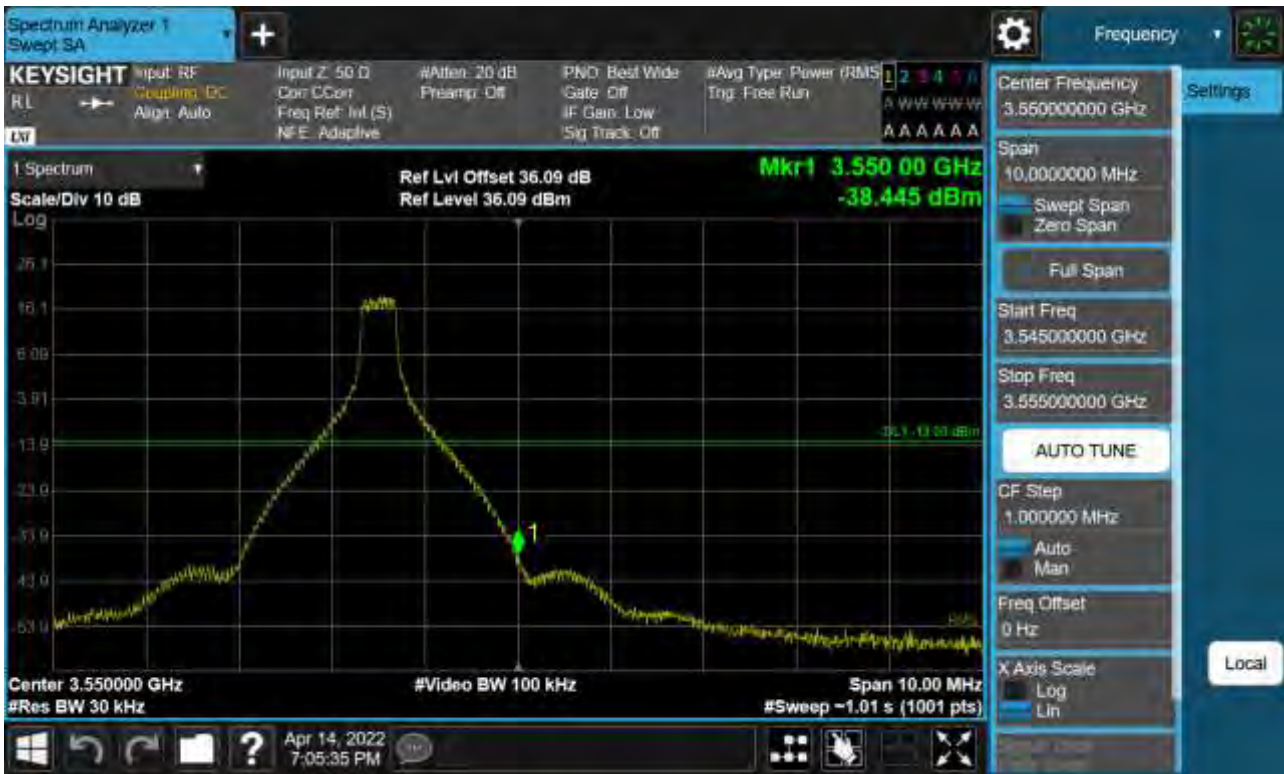 Spectrum Analyzer 1
Swept SA
+
Frequency
KEYSIGHT
RL
LXI
Input: RF
Coupling: DC
Align: Auto
Input Z: 50 Ω
Corr CCorr
Freq Ref: Int (S)
NFE: Adaptive
#Atten: 20 dB
Preamp: Off
PNO: Best Wide
Gate: Off
IF Gain: Low
Sig Track: Off
#Avg Type: Power (RMS
Trig: Free Run
1 2 3 4 5 6
A W W W W W
A A A A A A
1 Spectrum
Scale/Div 10 dB
Log
Ref Lvl Offset 36.09 dB
Ref Level 36.09 dBm
Mkr1 3.550 00 GHz
-38.445 dBm
26.1
16.1
6.09
-3.91
-13.9
-23.9
-33.9
-43.9
-53.9
DL1 -13.00 dBm
1
RMS
Center 3.550000 GHz
#Res BW 30 kHz
#Video BW 100 kHz
Span 10.00 MHz
#Sweep ~1.01 s (1001 pts)
Center Frequency
3.550000000 GHz
Settings
Span
10.0000000 MHz
Swept Span
Zero Span
Full Span
Start Freq
3.545000000 GHz
Stop Freq
3.555000000 GHz
AUTO TUNE
CF Step
1.000000 MHz
Auto
Man
Freq Offset
0 Hz
X Axis Scale
Log
Lin
Local
?
Apr 14, 2022
7:05:35 PM